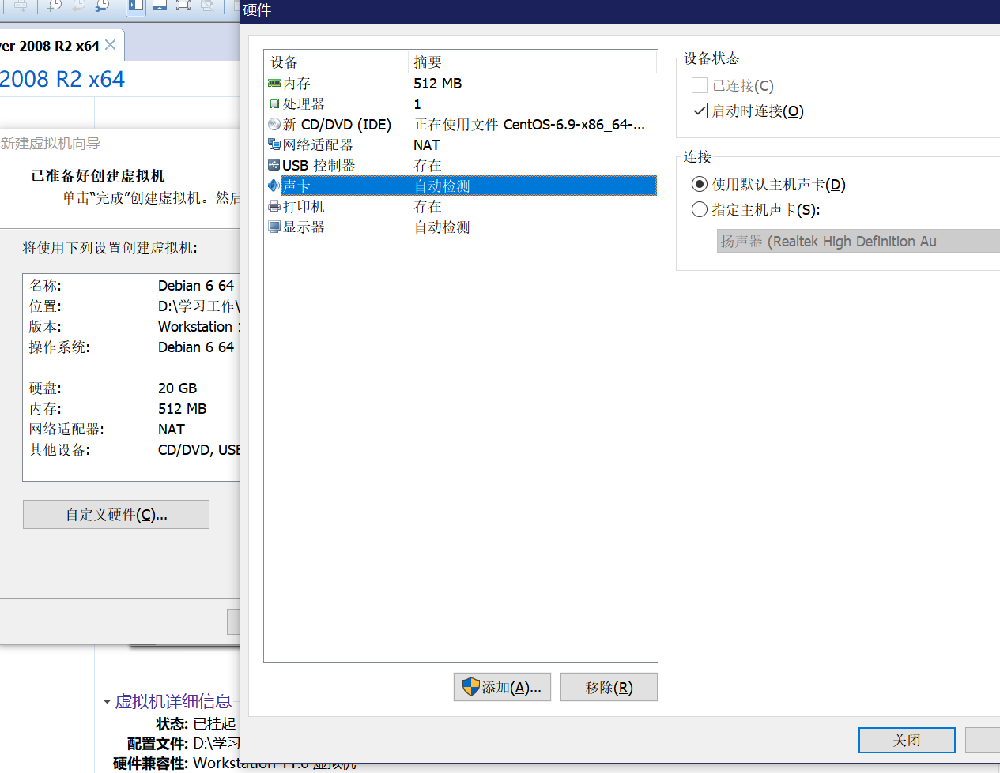 硬件
ver 2008 R2 x64
2008 R2 x64
新建虚拟机向导
已准备好创建虚拟机
单击“完成”创建虚拟机。然后
将使用下列设置创建虚拟机:
名称: Debian 6 64
位置: D:\学习工作\
版本: Workstation
操作系统: Debian 6 64
硬盘: 20 GB
内存: 512 MB
网络适配器: NAT
其他设备: CD/DVD, USB
自定义硬件(C)...
虚拟机详细信息
状态: 已挂起
配置文件: D:\学习
硬件兼容性: Workstation 11.0 虚拟机
设备 摘要
内存 512 MB
处理器 1
新 CD/DVD (IDE) 正在使用文件 CentOS-6.9-x86_64-...
网络适配器 NAT
USB 控制器 存在
声卡 自动检测
打印机 存在
显示器 自动检测
添加(A)... 移除(R)
设备状态
已连接(C)
启动时连接(O)
连接
使用默认主机声卡(D)
指定主机声卡(S):
扬声器 (Realtek High Definition Au
关闭